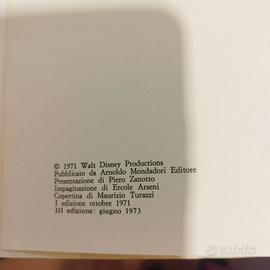 © 1971 Walt Disney Productions
Pubblicato da Arnoldo Mondadori Editore
Presentazione di Piero Zanotto
Impaginazione di Ercole Arseni
Copertina di Maurizio Turazzi
I edizione ottobre 1971
III edizione: giugno 1973
subito